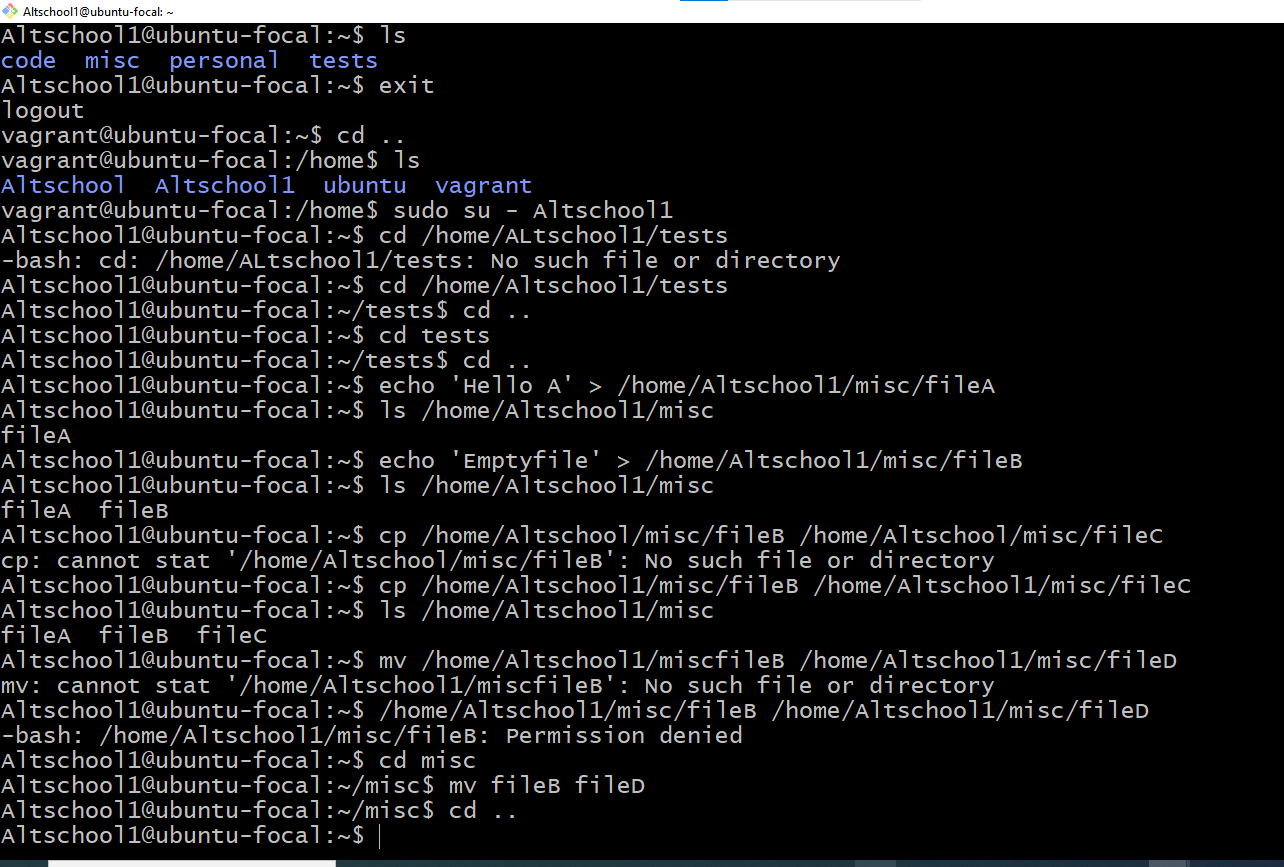 Altschool1@ubuntu-focal: ~
Altschool1@ubuntu-focal:~$ ls
code  misc  personal  tests
Altschool1@ubuntu-focal:~$ exit
logout
vagrant@ubuntu-focal:~$ cd ..
vagrant@ubuntu-focal:/home$ ls
Altschool  Altschool1  ubuntu  vagrant
vagrant@ubuntu-focal:/home$ sudo su - Altschool1
Altschool1@ubuntu-focal:~$ cd /home/ALtschool1/tests
-bash: cd: /home/ALtschool1/tests: No such file or directory
Altschool1@ubuntu-focal:~$ cd /home/Altschool1/tests
Altschool1@ubuntu-focal:~/tests$ cd ..
Altschool1@ubuntu-focal:~$ cd tests
Altschool1@ubuntu-focal:~/tests$ cd ..
Altschool1@ubuntu-focal:~$ echo 'Hello A' > /home/Altschool1/misc/fileA
Altschool1@ubuntu-focal:~$ ls /home/Altschool1/misc
fileA
Altschool1@ubuntu-focal:~$ echo 'Emptyfile' > /home/Altschool1/misc/fileB
Altschool1@ubuntu-focal:~$ ls /home/Altschool1/misc
fileA  fileB
Altschool1@ubuntu-focal:~$ cp /home/Altschool/misc/fileB /home/Altschool/misc/fileC
cp: cannot stat '/home/Altschool/misc/fileB': No such file or directory
Altschool1@ubuntu-focal:~$ cp /home/Altschool1/misc/fileB /home/Altschool1/misc/fileC
Altschool1@ubuntu-focal:~$ ls /home/Altschool1/misc
fileA  fileB  fileC
Altschool1@ubuntu-focal:~$ mv /home/Altschool1/miscfileB /home/Altschool1/misc/fileD
mv: cannot stat '/home/Altschool1/miscfileB': No such file or directory
Altschool1@ubuntu-focal:~$ /home/Altschool1/misc/fileB /home/Altschool1/misc/fileD
-bash: /home/Altschool1/misc/fileB: Permission denied
Altschool1@ubuntu-focal:~$ cd misc
Altschool1@ubuntu-focal:~/misc$ mv fileB fileD
Altschool1@ubuntu-focal:~/misc$ cd ..
Altschool1@ubuntu-focal:~$